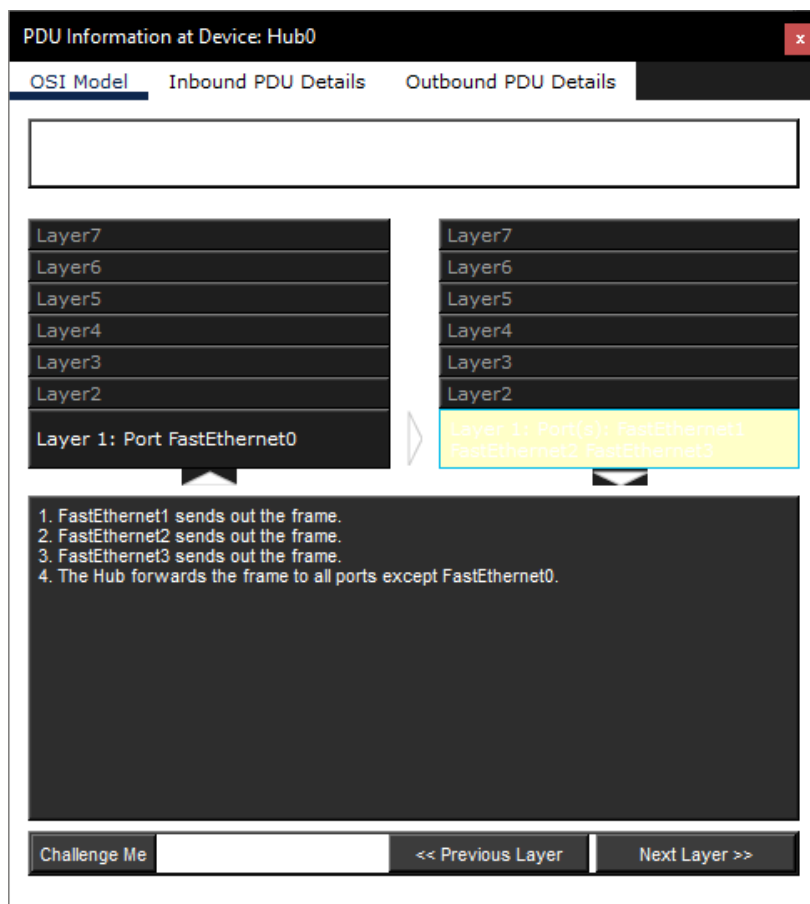 PDU Information at Device: Hub0
x
OSI Model Inbound PDU Details Outbound PDU Details
Layer7
Layer6
Layer5
Layer4
Layer3
Layer2
Layer 1: Port FastEthernet0
Layer7
Layer6
Layer5
Layer4
Layer3
Layer2
Layer 1: Port(s): FastEthernet1
FastEthernet2 FastEthernet3
1. FastEthernet1 sends out the frame.
2. FastEthernet2 sends out the frame.
3. FastEthernet3 sends out the frame.
4. The Hub forwards the frame to all ports except FastEthernet0.
Challenge Me << Previous Layer Next Layer >>